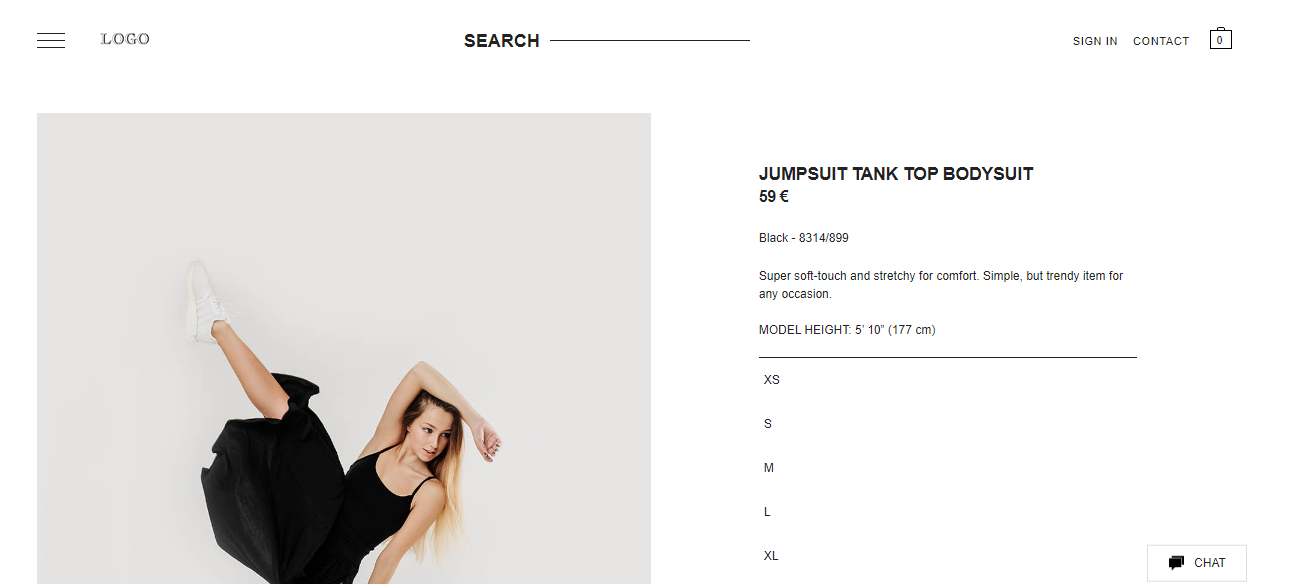 LOGO
SEARCH
SIGN IN
CONTACT
0
JUMPSUIT TANK TOP BODYSUIT
59 €
Black - 8314/899
Super soft-touch and stretchy for comfort. Simple, but trendy item for
any occasion.
MODEL HEIGHT: 5’ 10” (177 cm)
XS
S
M
L
XL
CHAT